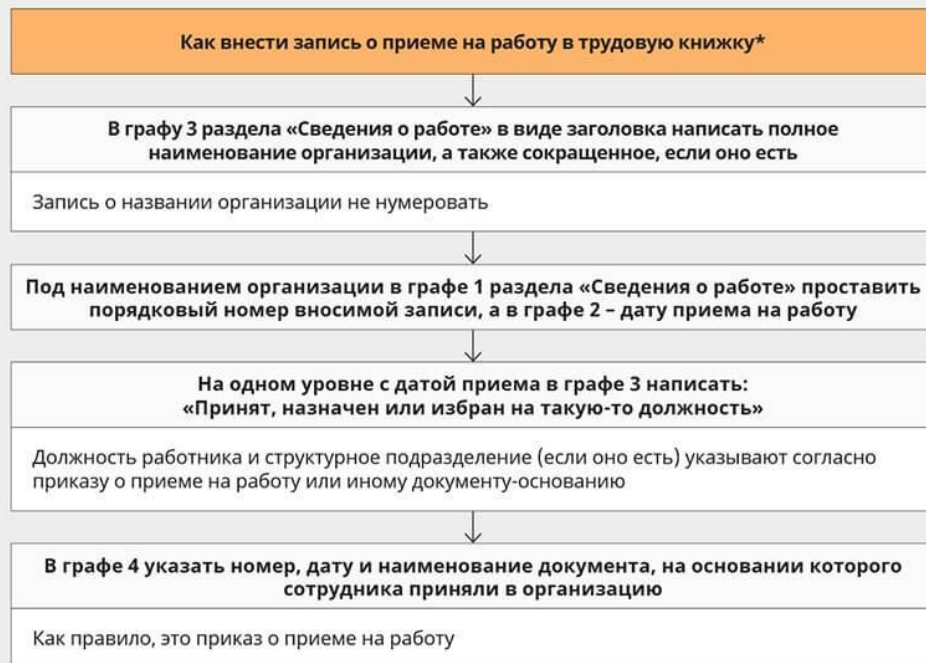 Как внести запись о приеме на работу в трудовую книжку*
В графу 3 раздела «Сведения о работе» в виде заголовка написать полное
наименование организации, а также сокращенное, если оно есть
Запись о названии организации не нумеровать
Под наименованием организации в графе 1 раздела «Сведения о работе» проставить
порядковый номер вносимой записи, а в графе 2 – дату приема на работу
На одном уровне с датой приема в графе 3 написать:
«Принят, назначен или избран на такую-то должность»
Должность работника и структурное подразделение (если оно есть) указывают согласно
приказу о приеме на работу или иному документу-основанию
В графе 4 указать номер, дату и наименование документа, на основании которого
сотрудника приняли в организацию
Как правило, это приказ о приеме на работу